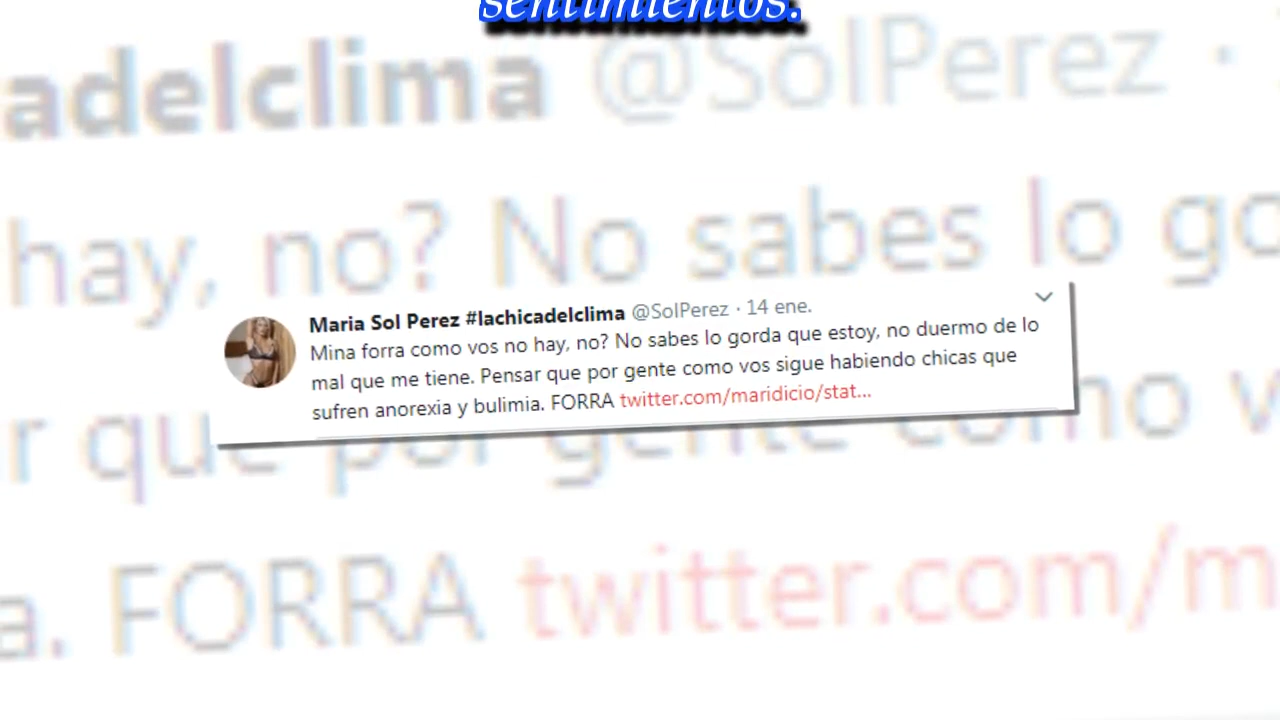 sentimientos.
adelclima @SolPerez ·
hay, no? No sabes lo go
Maria Sol Perez #lachicadelclima @SolPerez · 14 ene.
Mina forra como vos no hay, no? No sabes lo gorda que estoy, no duermo de lo
mal que me tiene. Pensar que por gente como vos sigue habiendo chicas que
sufren anorexia y bulimia. FORRA twitter.com/maridicio/stat...
r que por gente como v
a. FORRA twitter.com/m